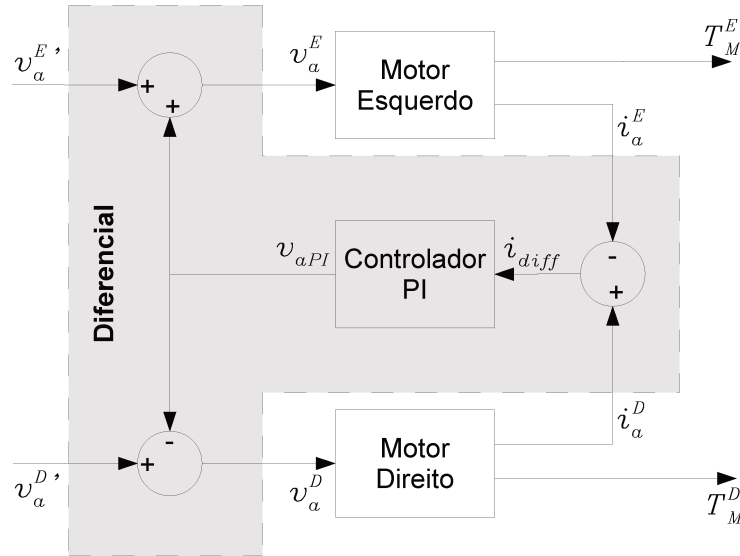 v_a^E'
+
+
v_a^E
Motor
Esquerdo
T_M^E
i_a^E
Diferencial
v_aPI
Controlador
PI
i_diff
-
+
i_a^D
-
+
v_a^D'
v_a^D
Motor
Direito
T_M^D